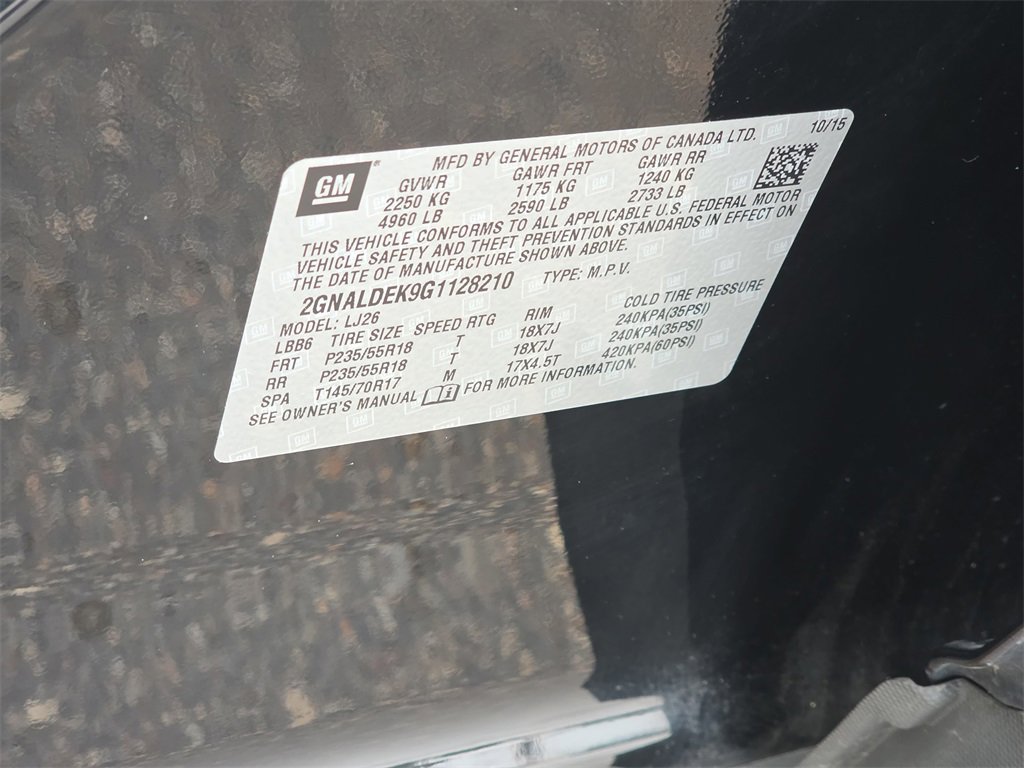 GM® MFD BY GENERAL MOTORS OF CANADA LTD. 10/15
GVWR GAWR FRT GAWR RR
2250 KG 1175 KG 1240 KG
4960 LB 2590 LB 2733 LB
THIS VEHICLE CONFORMS TO ALL APPLICABLE U.S. FEDERAL MOTOR
VEHICLE SAFETY AND THEFT PREVENTION STANDARDS IN EFFECT ON
THE DATE OF MANUFACTURE SHOWN ABOVE.
2GNALDEK9G1128210 TYPE: M.P.V.
MODEL: LJ26
LBB6 TIRE SIZE SPEED RTG RIM COLD TIRE PRESSURE
FRT P235/55R18 T 18X7J 240KPA(35PSI)
RR P235/55R18 T 18X7J 240KPA(35PSI)
SPA T145/70R17 M 17X4.5T 420KPA(60PSI)
SEE OWNER'S MANUAL FOR MORE INFORMATION.